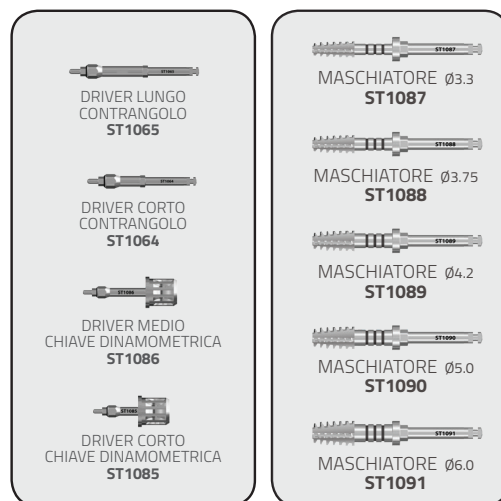 ST1065
DRIVER LUNGO
CONTRANGOLO
ST1065
ST1064
DRIVER CORTO
CONTRANGOLO
ST1064
ST1086
DRIVER MEDIO
CHIAVE DINAMOMETRICA
ST1086
ST1085
DRIVER CORTO
CHIAVE DINAMOMETRICA
ST1085
ST1087
MASCHIATORE Ø3.3
ST1087
ST1088
MASCHIATORE Ø3.75
ST1088
ST1089
MASCHIATORE Ø4.2
ST1089
ST1090
MASCHIATORE Ø5.0
ST1090
ST1091
MASCHIATORE Ø6.0
ST1091